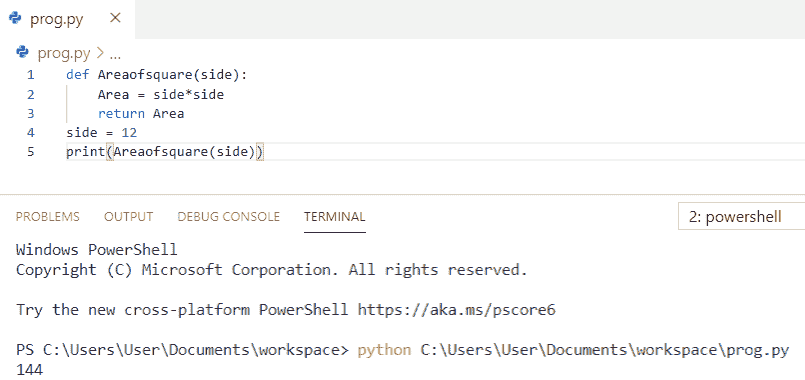 prog.py ×
prog.py > ...
1 def Areaofsquare(side):
2     Area = side*side
3     return Area
4 side = 12
5 print(Areaofsquare(side))
PROBLEMS OUTPUT DEBUG CONSOLE TERMINAL 2: powershell
Windows PowerShell
Copyright (C) Microsoft Corporation. All rights reserved.
Try the new cross-platform PowerShell https://aka.ms/pscore6
PS C:\Users\User\Documents\workspace> python C:\Users\User\Documents\workspace\prog.py
144